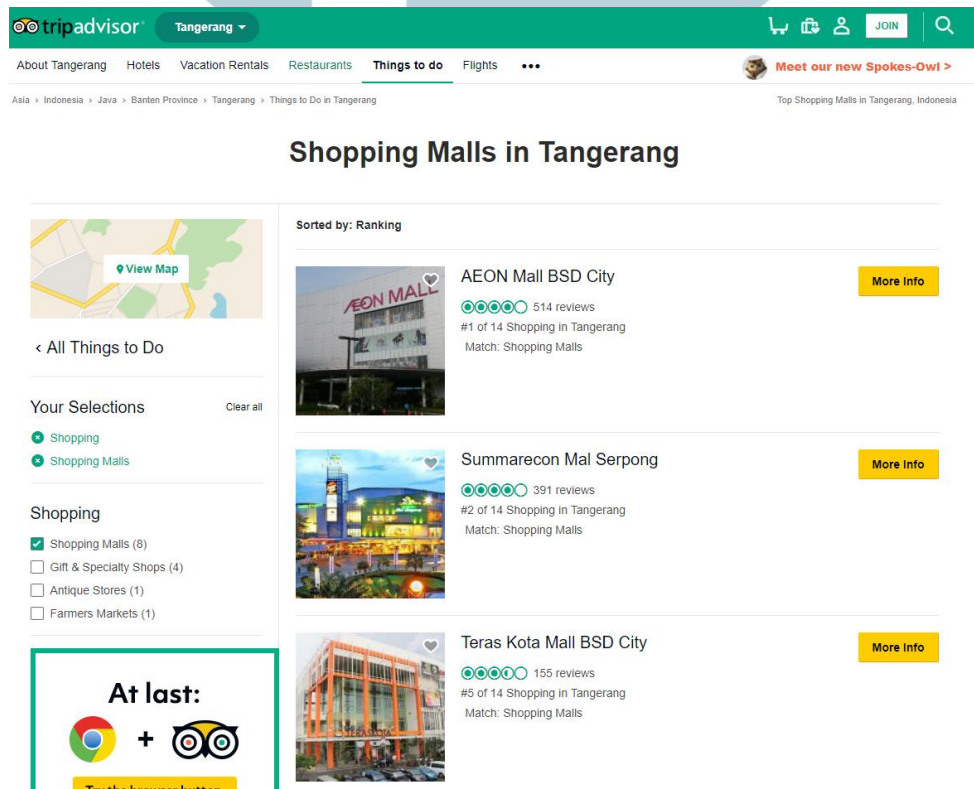 tripadvisor
Tangerang
JOIN
About Tangerang Hotels Vacation Rentals Restaurants Things to do Flights •••
Meet our new Spokes-Owl >
Asia > Indonesia > Java > Banten Province > Tangerang > Things to Do in Tangerang
Top Shopping Malls in Tangerang, Indonesia
Shopping Malls in Tangerang
View Map
< All Things to Do
Your Selections
Clear all
Shopping
Shopping Malls
Shopping
Shopping Malls (8)
Gift & Specialty Shops (4)
Antique Stores (1)
Farmers Markets (1)
At last:
+
Try the browser button
Sorted by: Ranking
ÆON MALL
AEON Mall BSD City
514 reviews
#1 of 14 Shopping in Tangerang
Match: Shopping Malls
More Info
Summarecon Mal Serpong
391 reviews
#2 of 14 Shopping in Tangerang
Match: Shopping Malls
More Info
TERASKOTA
Teras Kota Mall BSD City
155 reviews
#5 of 14 Shopping in Tangerang
Match: Shopping Malls
More Info